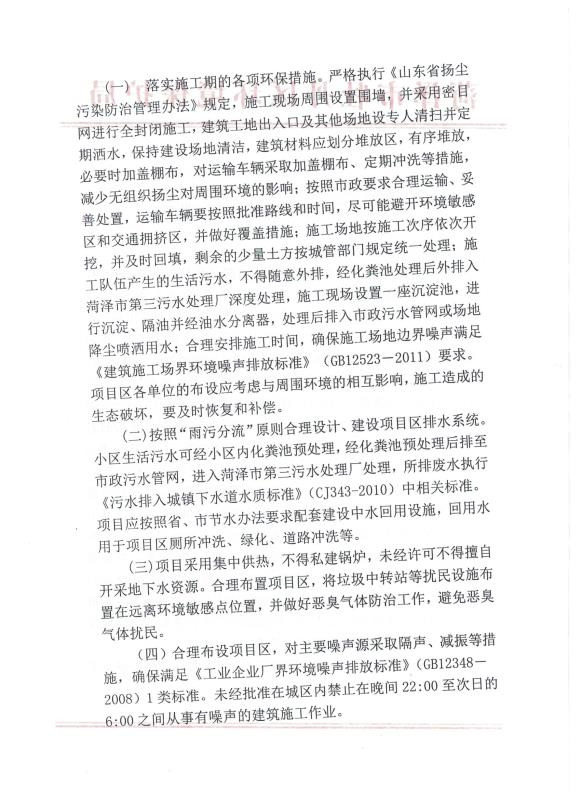 (一) 落实施工期的各项环保措施。严格执行《山东省扬尘
污染防治管理办法》规定，施工现场周围设置围墙，并采用密目
网进行全封闭施工，建筑工地出入口及其他场地设专人清扫并定
期洒水，保持建设场地清洁，建筑材料应划分堆放区，有序堆放，
必要时加盖棚布，对运输车辆采取加盖棚布、定期冲洗等措施，
减少无组织扬尘对周围环境的影响；按照市政要求合理运输、妥
善处置，运输车辆要按照批准路线和时间，尽可能避开环境敏感
区和交通拥挤区，并做好覆盖措施；施工场地按施工次序依次开
挖，并及时回填，剩余的少量土方按城管部门规定统一处理；施
工队伍产生的生活污水，不得随意外排，经化粪池处理后外排入
菏泽市第三污水处理厂深度处理，施工现场设置一座沉淀池，进
行沉淀、隔油并经油水分离器，处理后排入市政污水管网或场地
降尘喷洒用水；合理安排施工时间，确保施工场地边界噪声满足
《建筑施工场界环境噪声排放标准》（GB12523－2011）要求。
项目区各单位的布设应考虑与周围环境的相互影响，施工造成的
生态破坏，要及时恢复和补偿。
(二)按照“雨污分流”原则合理设计、建设项目区排水系统。
小区生活污水可经小区内化粪池预处理，经化粪池预处理后排至
市政污水管网，进入菏泽市第三污水处理厂处理，所排废水执行
《污水排入城镇下水道水质标准》(CJ343-2010）中相关标准。
项目应按照省、市节水办法要求配套建设中水回用设施，回用水
用于项目区厕所冲洗、绿化、道路冲洗等。
(三)项目采用集中供热，不得私建锅炉，未经许可不得擅自
开采地下水资源。合理布置项目区，将垃圾中转站等扰民设施布
置在远离环境敏感点位置，并做好恶臭气体防治工作，避免恶臭
气体扰民。
（四）合理布设项目区，对主要噪声源采取隔声、减振等措
施，确保满足《工业企业厂界环境噪声排放标准》（GB12348－
2008）1 类标准。未经批准在城区内禁止在晚间 22:00 至次日的
6:00 之间从事有噪声的建筑施工作业。